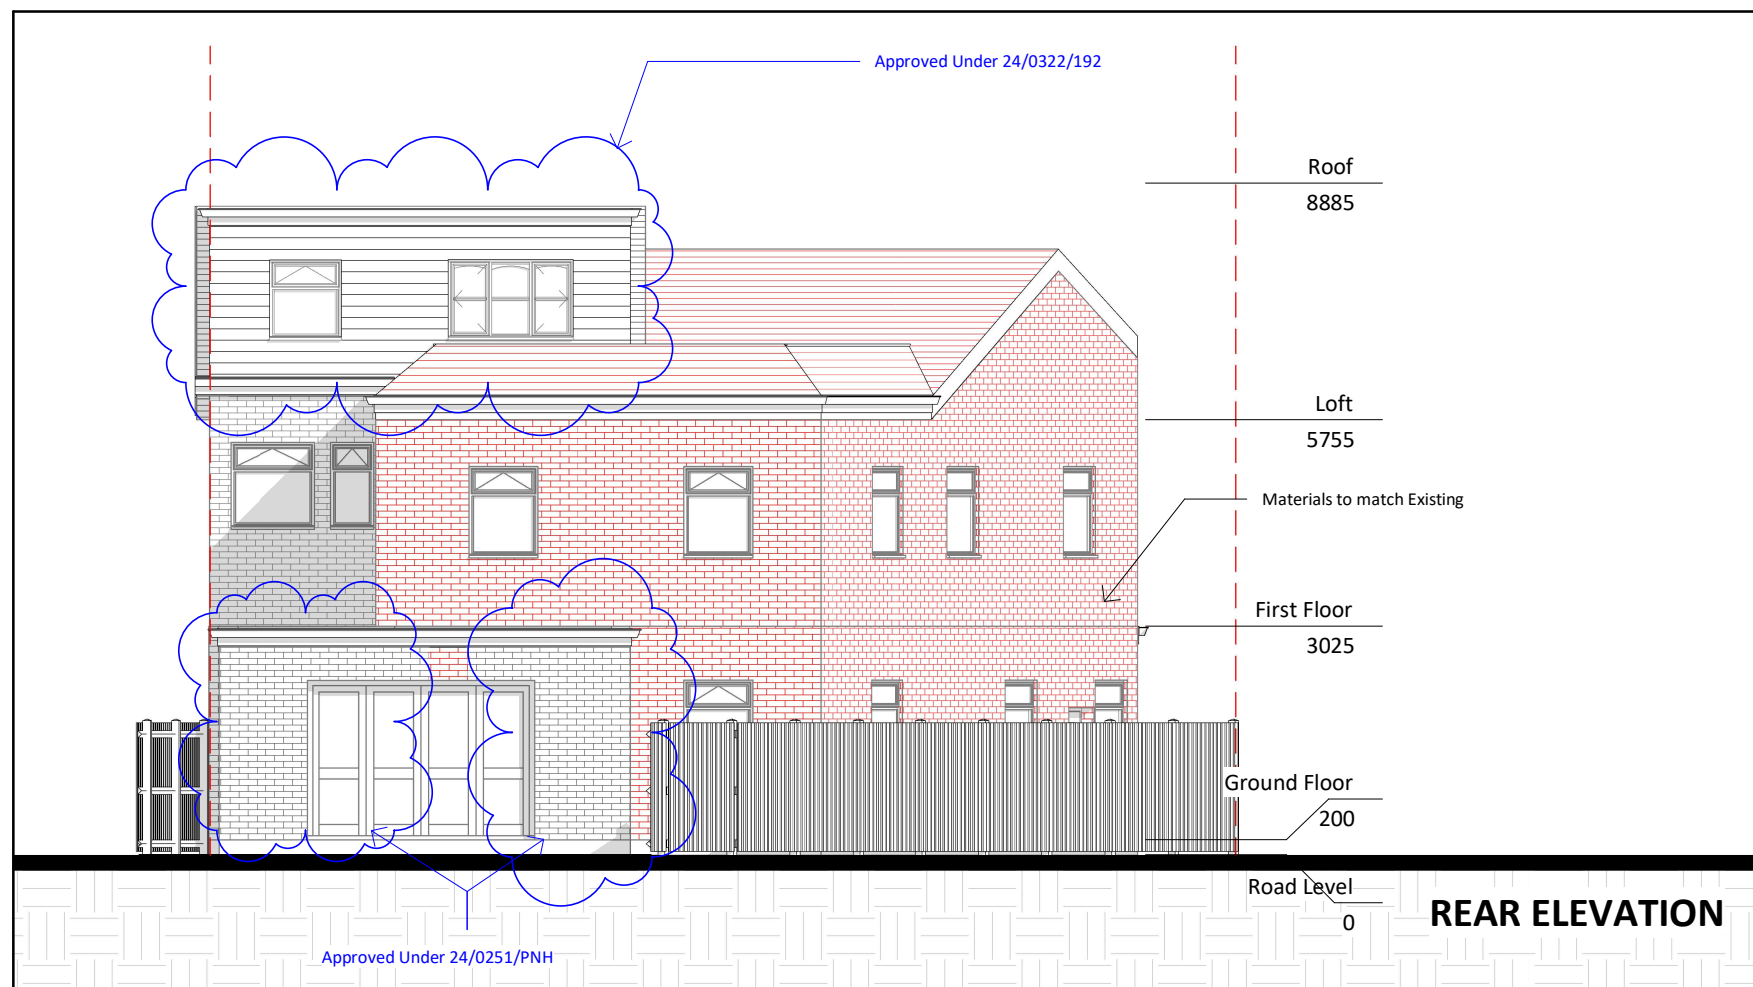 Approved Under 24/0322/192
Roof
8885
Loft
5755
Materials to match Existing
First Floor
3025
Ground Floor
200
Road Level
0
REAR ELEVATION
Approved Under 24/0251/PNH